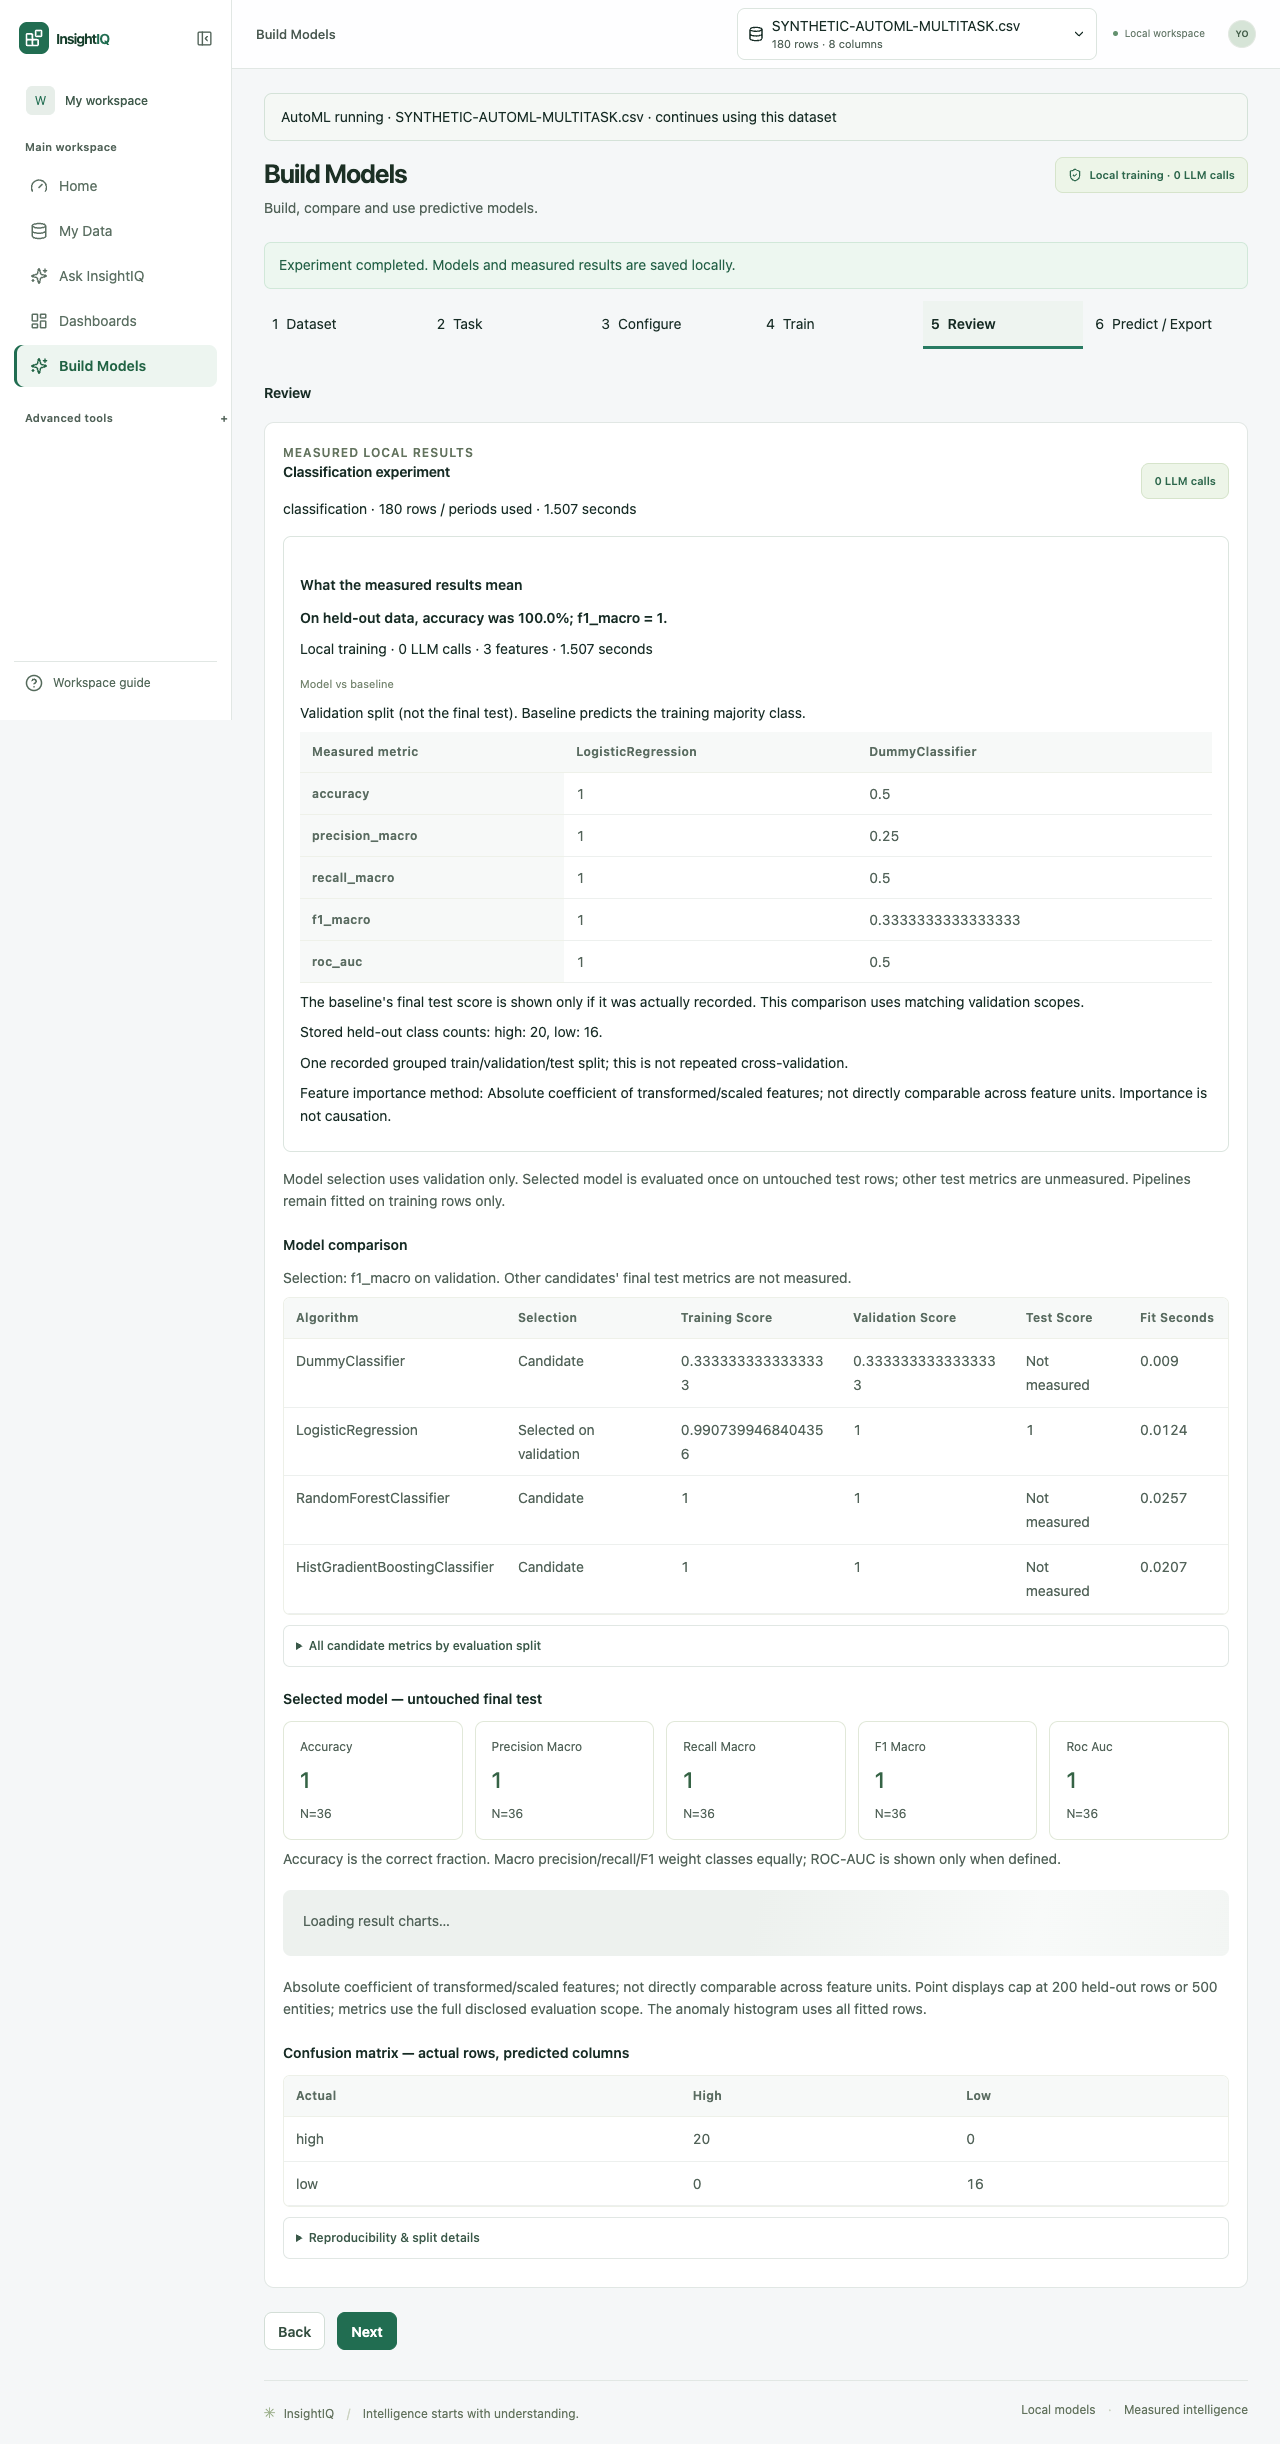 InsightIQ
W My workspace
Main workspace
Home
My Data
Ask InsightIQ
Dashboards
Build Models
Advanced tools +
Workspace guide
Build Models
SYNTHETIC-AUTOML-MULTITASK.csv
180 rows · 8 columns
Local workspace
YO
AutoML running · SYNTHETIC-AUTOML-MULTITASK.csv · continues using this dataset
Build Models
Local training · 0 LLM calls
Build, compare and use predictive models.
Experiment completed. Models and measured results are saved locally.
1 Dataset 2 Task 3 Configure 4 Train 5 Review 6 Predict / Export
Review
MEASURED LOCAL RESULTS
Classification experiment
0 LLM calls
classification · 180 rows / periods used · 1.507 seconds
What the measured results mean
On held-out data, accuracy was 100.0%; f1_macro = 1.
Local training · 0 LLM calls · 3 features · 1.507 seconds
Model vs baseline
Validation split (not the final test). Baseline predicts the training majority class.
Measured metric LogisticRegression DummyClassifier
accuracy 1 0.5
precision_macro 1 0.25
recall_macro 1 0.5
f1_macro 1 0.3333333333333333
roc_auc 1 0.5
The baseline's final test score is shown only if it was actually recorded. This comparison uses matching validation scopes.
Stored held-out class counts: high: 20, low: 16.
One recorded grouped train/validation/test split; this is not repeated cross-validation.
Feature importance method: Absolute coefficient of transformed/scaled features; not directly comparable across feature units. Importance is
not causation.
Model selection uses validation only. Selected model is evaluated once on untouched test rows; other test metrics are unmeasured. Pipelines
remain fitted on training rows only.
Model comparison
Selection: f1_macro on validation. Other candidates' final test metrics are not measured.
Algorithm Selection Training Score Validation Score Test Score Fit Seconds
DummyClassifier Candidate 0.333333333333333 0.333333333333333 Not 0.009
3 3 measured
LogisticRegression Selected on 0.990739946840435 1 1 0.0124
validation 6
RandomForestClassifier Candidate 1 1 Not 0.0257
measured
HistGradientBoostingClassifier Candidate 1 1 Not 0.0207
measured
All candidate metrics by evaluation split
Selected model — untouched final test
Accuracy Precision Macro Recall Macro F1 Macro Roc Auc
1 1 1 1 1
N=36 N=36 N=36 N=36 N=36
Accuracy is the correct fraction. Macro precision/recall/F1 weight classes equally; ROC-AUC is shown only when defined.
Loading result charts…
Absolute coefficient of transformed/scaled features; not directly comparable across feature units. Point displays cap at 200 held-out rows or 500
entities; metrics use the full disclosed evaluation scope. The anomaly histogram uses all fitted rows.
Confusion matrix — actual rows, predicted columns
Actual High Low
high 20 0
low 0 16
Reproducibility & split details
Back Next
InsightIQ / Intelligence starts with understanding.
Local models · Measured intelligence